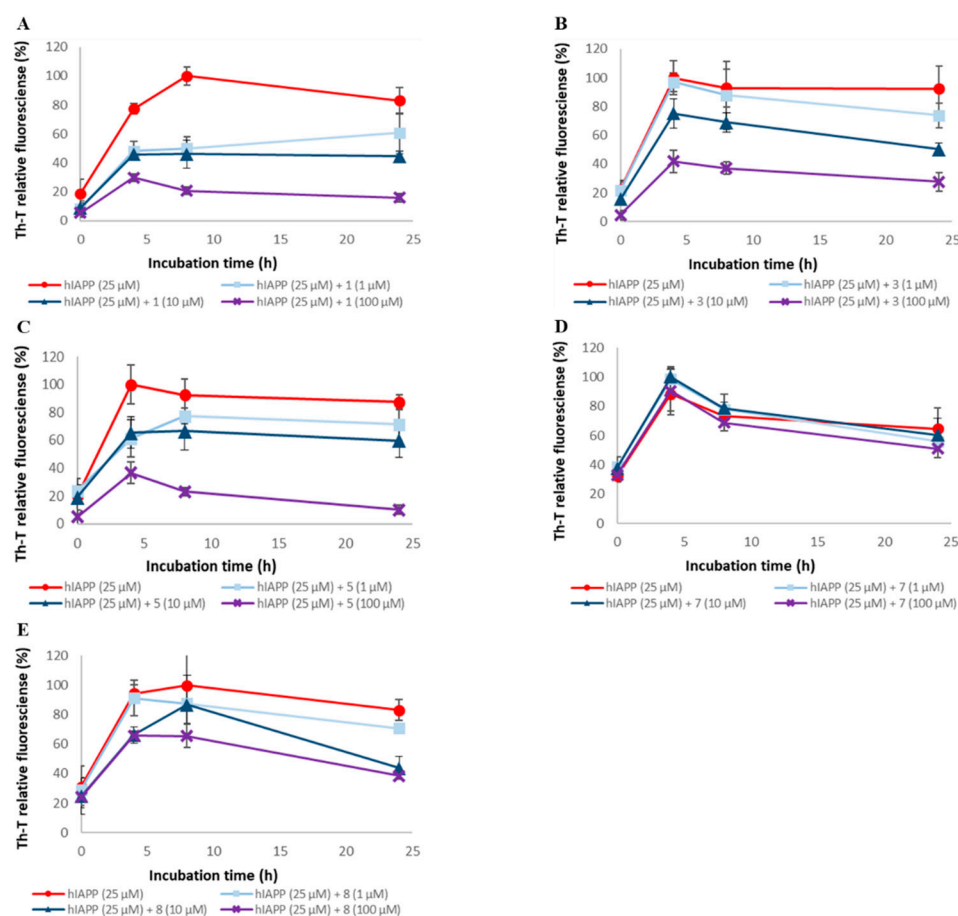 A
Th-T relative fluoresciense (%)
120
100
80
60
40
20
0
0 5 10 15 20 25
Incubation time (h)
hIAPP (25 µM) hIAPP (25 µM) + 1 (1 µM)
hIAPP (25 µM) + 1 (10 µM) hIAPP (25 µM) + 1 (100 µM)
B
Th-T relative fluoresciense (%)
120
100
80
60
40
20
0
0 5 10 15 20 25
Incubation time (h)
hIAPP (25 µM) hIAPP (25 µM) + 3 (1 µM)
hIAPP (25 µM) + 3 (10 µM) hIAPP (25 µM) + 3 (100 µM)
C
Th-T relative fluoresciense (%)
120
100
80
60
40
20
0
0 5 10 15 20 25
Incubation time (h)
hIAPP (25 µM) hIAPP (25 µM) + 5 (1 µM)
hIAPP (25 µM) + 5 (10 µM) hIAPP (25 µM) + 5 (100 µM)
D
Th-T relative fluoresciense (%)
120
100
80
60
40
20
0
0 5 10 15 20 25
Incubation time (h)
hIAPP (25 µM) hIAPP (25 µM) + 7 (1 µM)
hIAPP (25 µM) + 7 (10 µM) hIAPP (25 µM) + 7 (100 µM)
E
Th-T relative fluoresciense (%)
120
100
80
60
40
20
0
0 5 10 15 20 25
Incubation time (h)
hIAPP (25 µM) hIAPP (25 µM) + 8 (1 µM)
hIAPP (25 µM) + 8 (10 µM) hIAPP (25 µM) + 8 (100 µM)